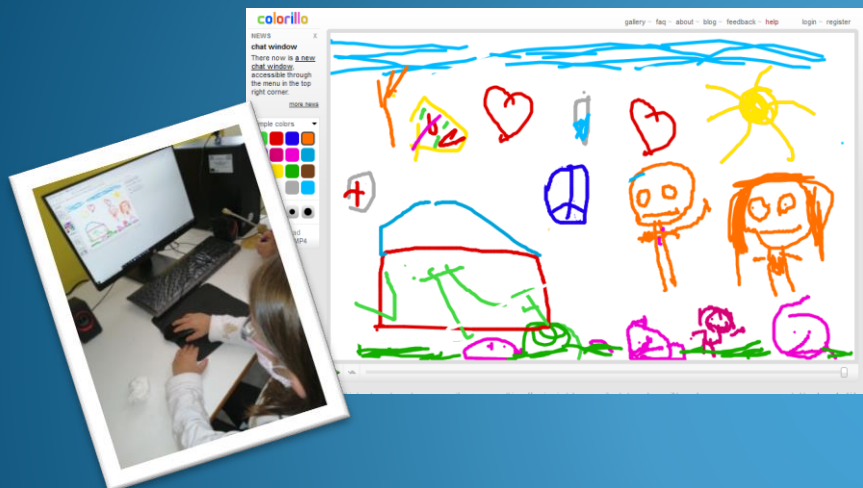 colorillo
gallery - faq - about - blog - feedback - help login - register
NEWS X
chat window
There now is a new
chat window,
accessible through
the menu in the top
right corner.
more news
colors
MP4